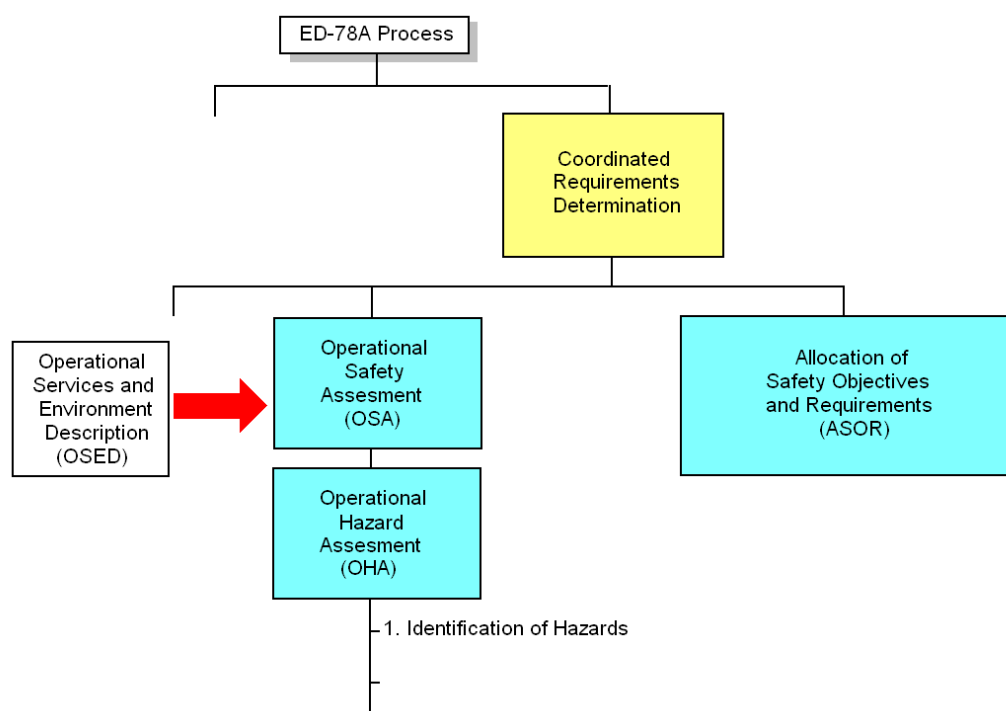 ED-78A Process
Coordinated
Requirements
Determination
Operational
Services and
Environment
Description
(OSED)
Operational
Safety
Assesment
(OSA)
Allocation of
Safety Objectives
and Requirements
(ASOR)
Operational
Hazard
Assesment
(OHA)
1. Identification of Hazards